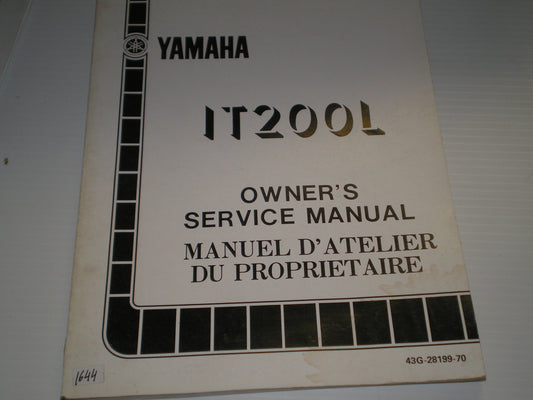 YAMAHA
IT200L
OWNER'S
SERVICE MANUAL
MANUEL D'ATELIER
DU PROPRIETAIRE
43G-28199-70
1644